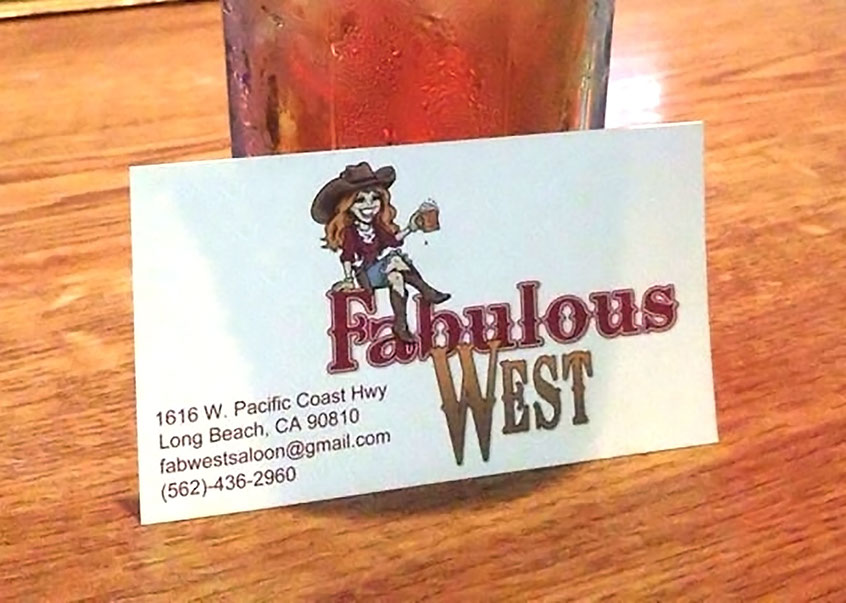 Fabulous
WEST
1616 W. Pacific Coast Hwy
Long Beach, CA 90810
fabwestsaloon@gmail.com
(562)-436-2960